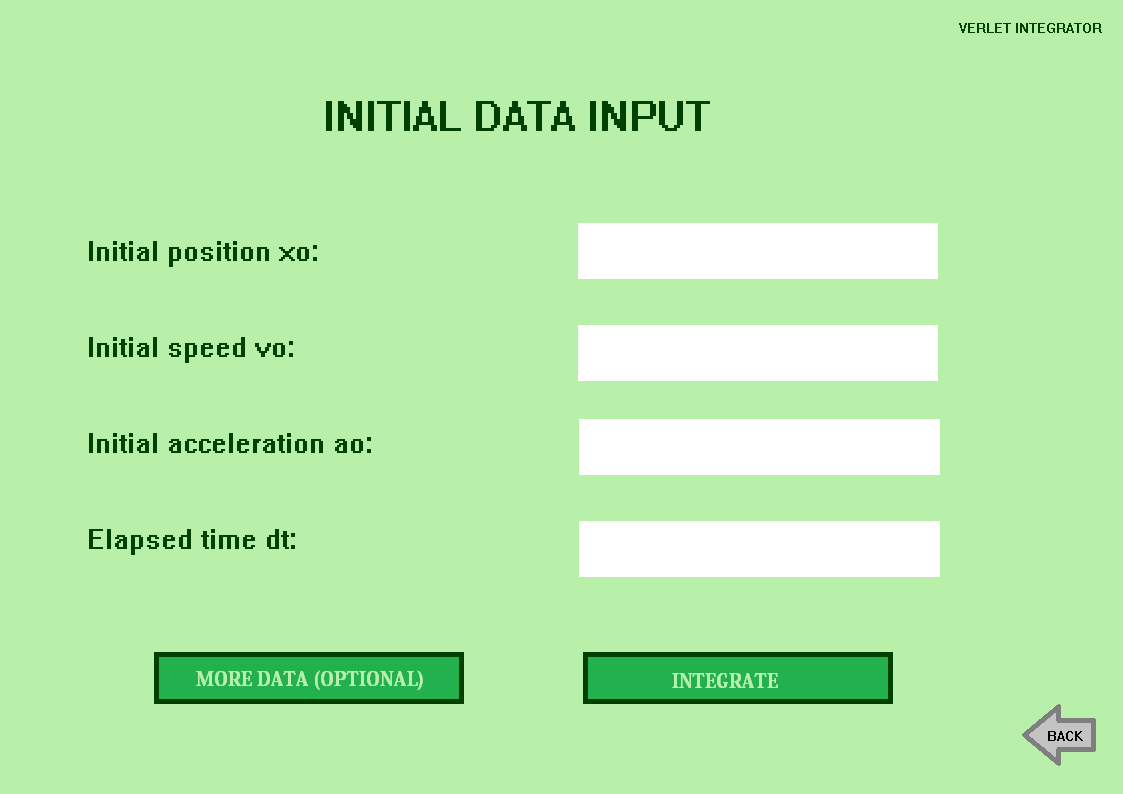 VERLET INTEGRATOR
INITIAL DATA INPUT
Initial position xo:
Initial speed vo:
Initial acceleration ao:
Elapsed time dt:
MORE DATA (OPTIONAL)
INTEGRATE
BACK